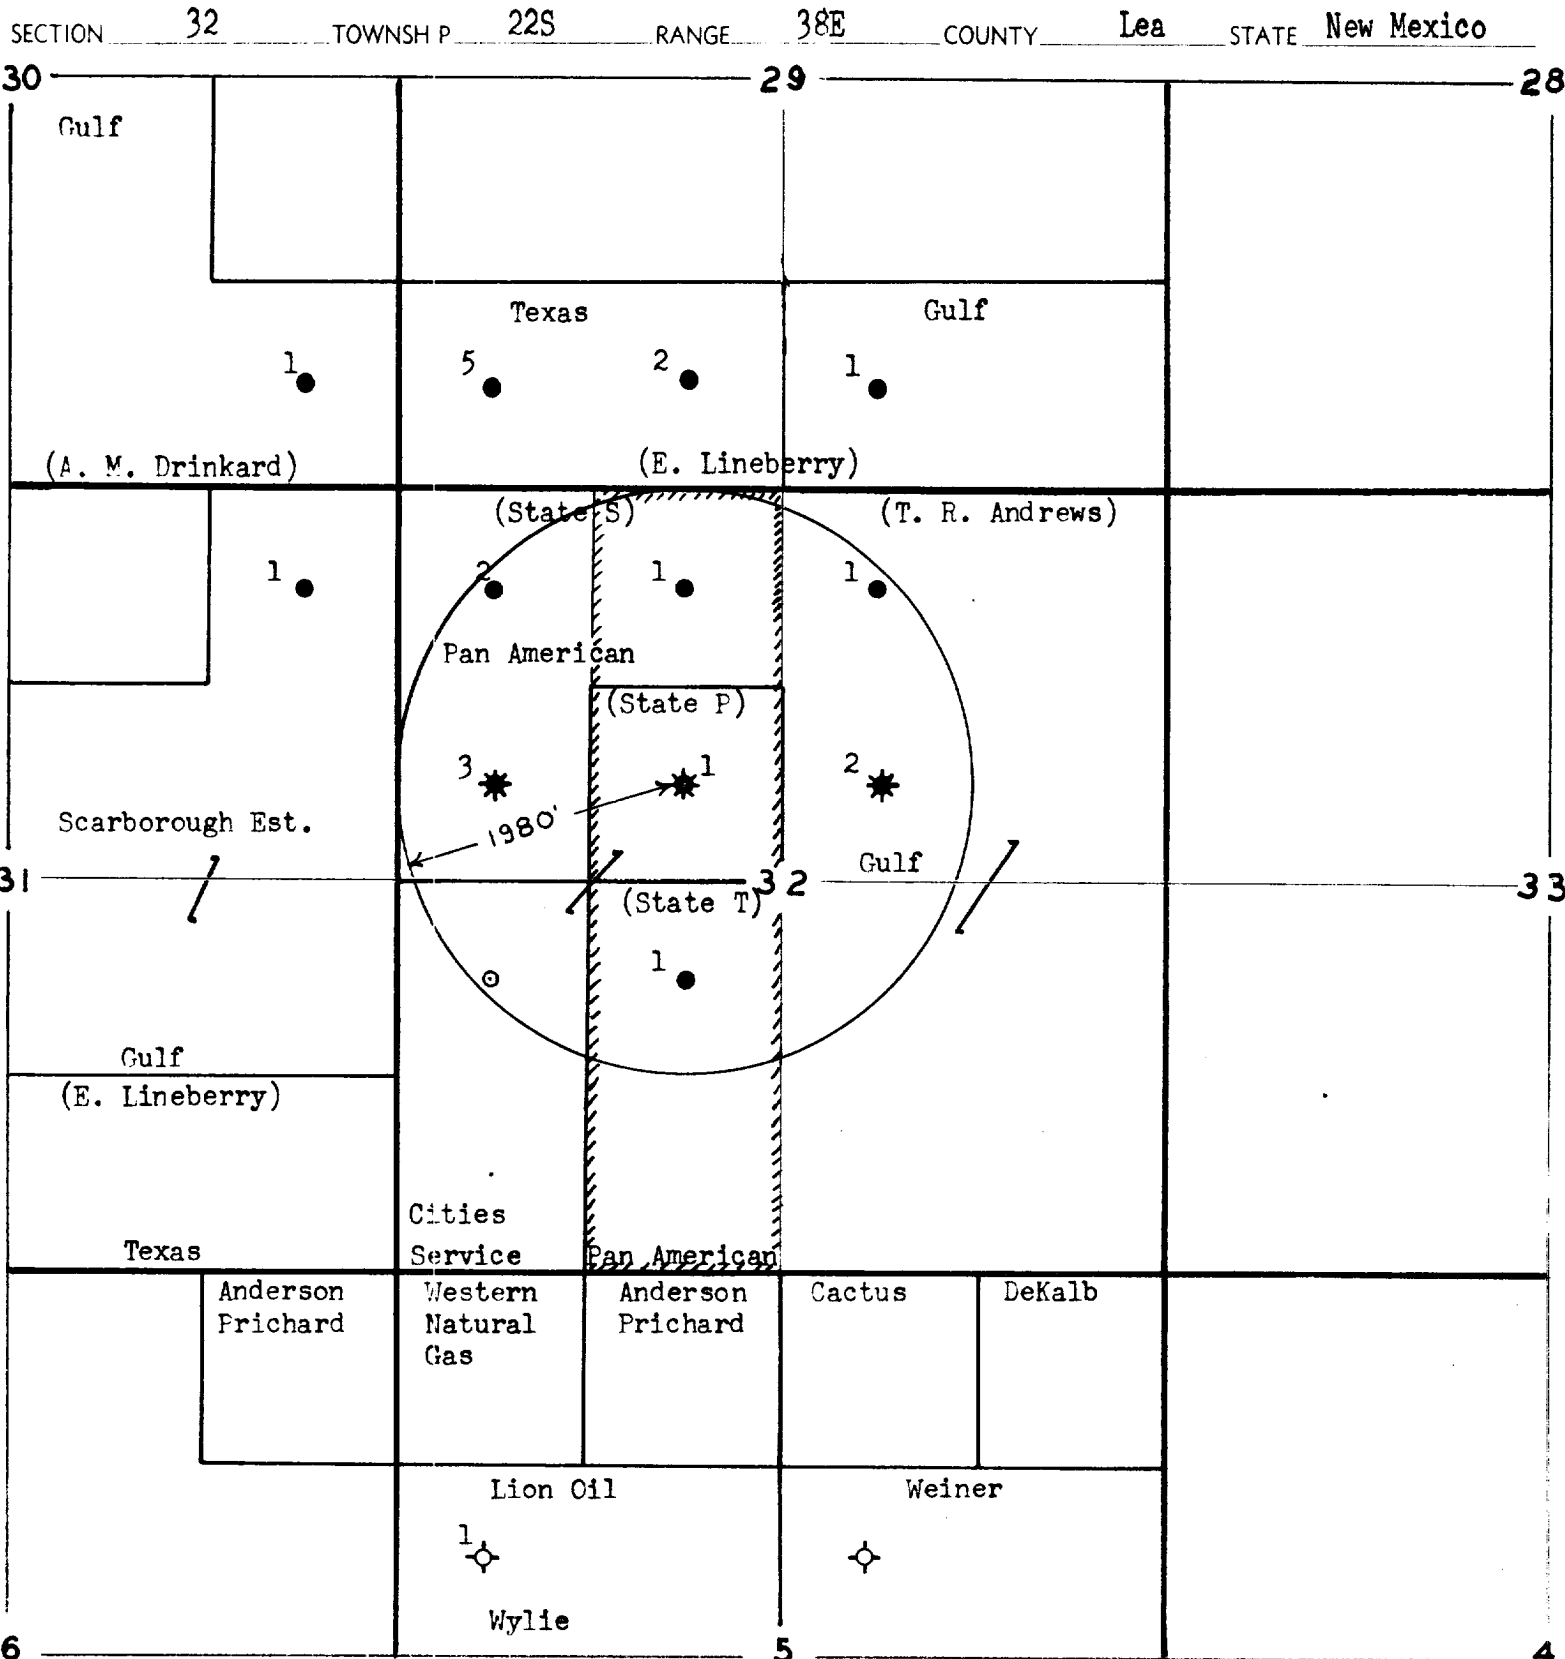 SECTION 32 TOWNSH P 22S RANGE 38E COUNTY Lea STATE New Mexico
30 29 28
Gulf
Texas Gulf
1 5 2 1
(A. M. Drinkard) (E. Lineberry)
(State S) (T. R. Andrews)
1 2 1 1
Pan American
(State P)
3 1 2
1980'
Scarborough Est.
Gulf
31 32 33
(State T)
1
Gulf
(E. Lineberry)
Cities
Texas Service Pan American
Anderson Western Anderson Cactus DeKalb
Prichard Natural Prichard
Gas
Lion Oil Weiner
1
Wylie
6 5 4